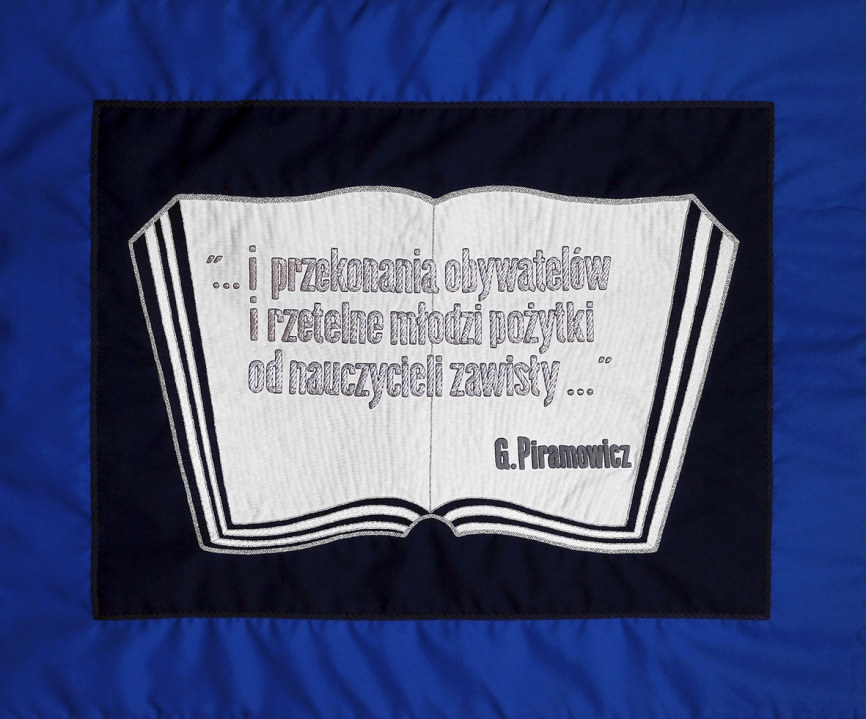 “... i przekonania obywatelów
i rzetelne młodzi pożytki
od nauczycieli zawisły ...”
G. Piramowicz